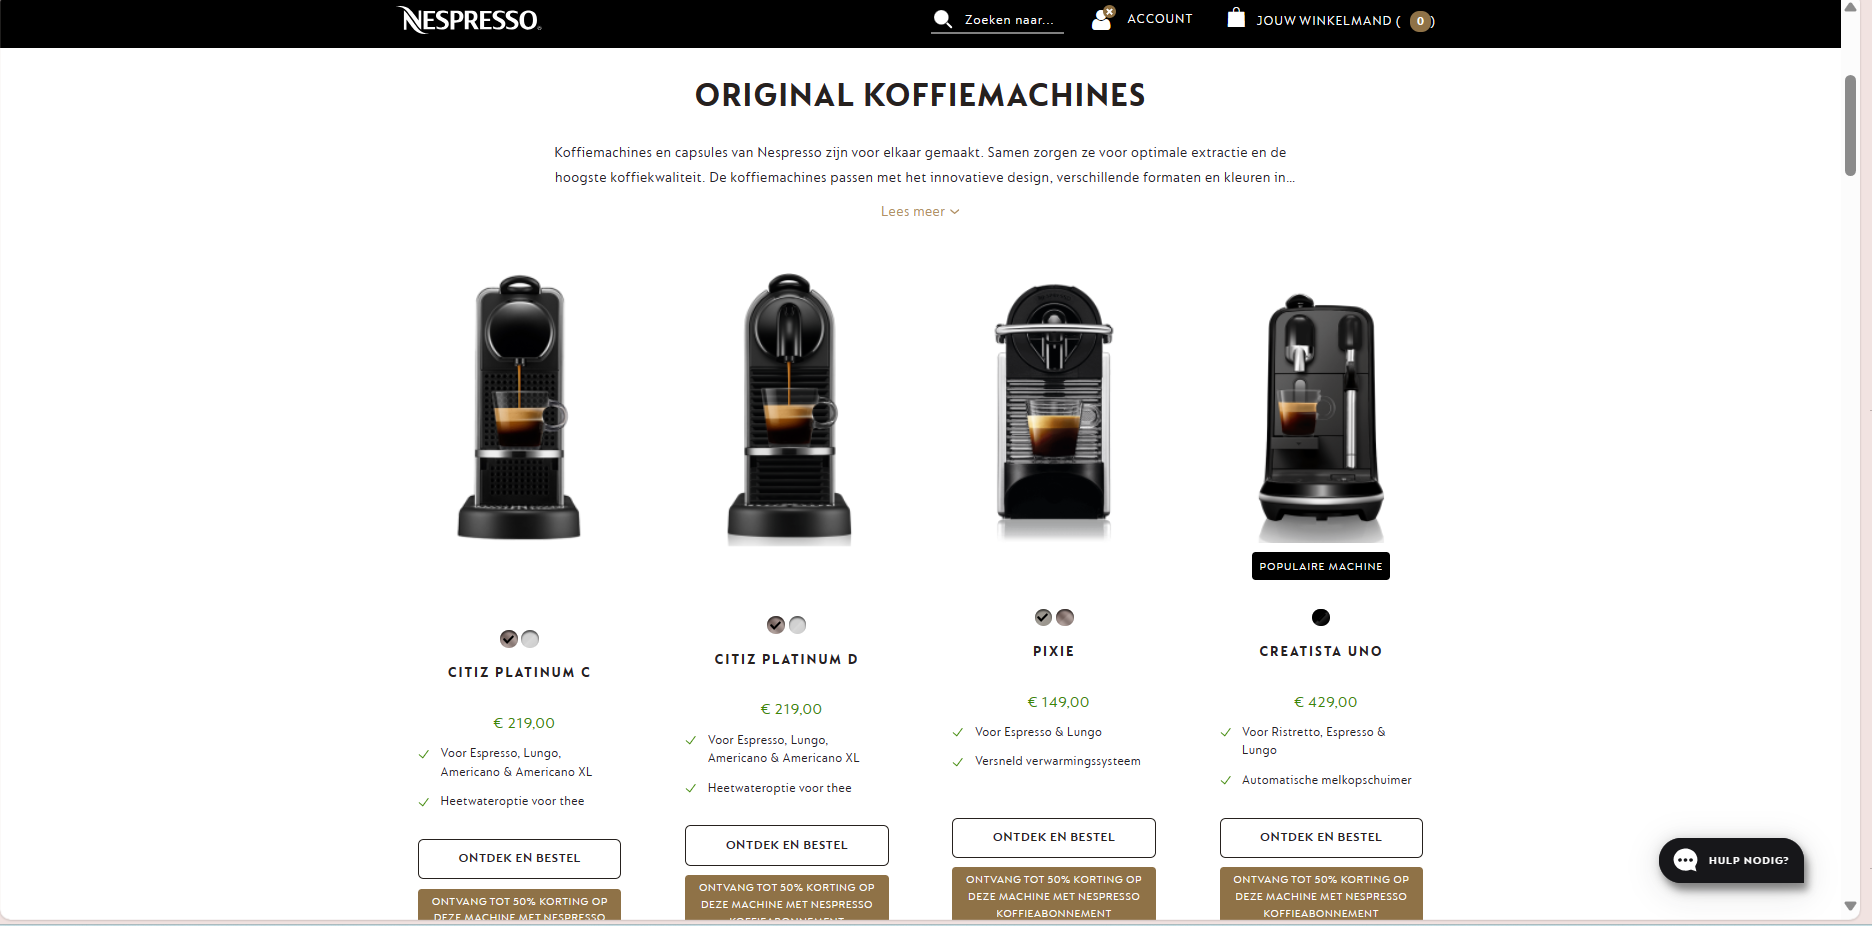 NESPRESSO
Zoeken naar...
ACCOUNT
JOUW WINKELMAND ( 0 )
ORIGINAL KOFFIEMACHINES
Koffiemachines en capsules van Nespresso zijn voor elkaar gemaakt. Samen zorgen ze voor optimale extractie en de
hoogste koffiekwaliteit. De koffiemachines passen met het innovatieve design, verschillende formaten en kleuren in...
Lees meer
CITIZ PLATINUM C
€ 219,00
Voor Espresso, Lungo,
Americano & Americano XL
Heetwateroptie voor thee
ONTDEK EN BESTEL
ONTVANG TOT 50% KORTING OP
DEZE MACHINE MET NESPRESSO
CITIZ PLATINUM D
€ 219,00
Voor Espresso, Lungo,
Americano & Americano XL
Heetwateroptie voor thee
ONTDEK EN BESTEL
ONTVANG TOT 50% KORTING OP
DEZE MACHINE MET NESPRESSO
KOFFIEABONNEMENT
PIXIE
€ 149,00
Voor Espresso & Lungo
Versneld verwarmingssysteem
ONTDEK EN BESTEL
ONTVANG TOT 50% KORTING OP
DEZE MACHINE MET NESPRESSO
KOFFIEABONNEMENT
POPULAIRE MACHINE
CREATISTA UNO
€ 429,00
Voor Ristretto, Espresso &
Lungo
Automatische melkopschuimer
ONTDEK EN BESTEL
ONTVANG TOT 50% KORTING OP
DEZE MACHINE MET NESPRESSO
KOFFIEABONNEMENT
HULP NODIG?